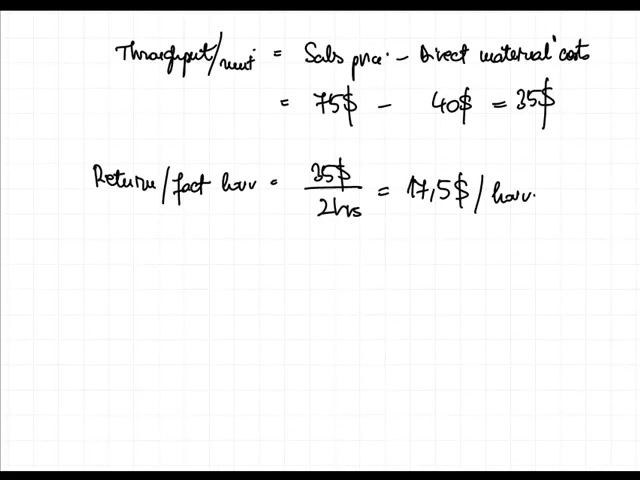 Throughput/unit = Sales price - Direct material costs
= 75$ - 40$ = 35$
Return/fact hour = 35$ / 2hrs = 17,5$/hour.